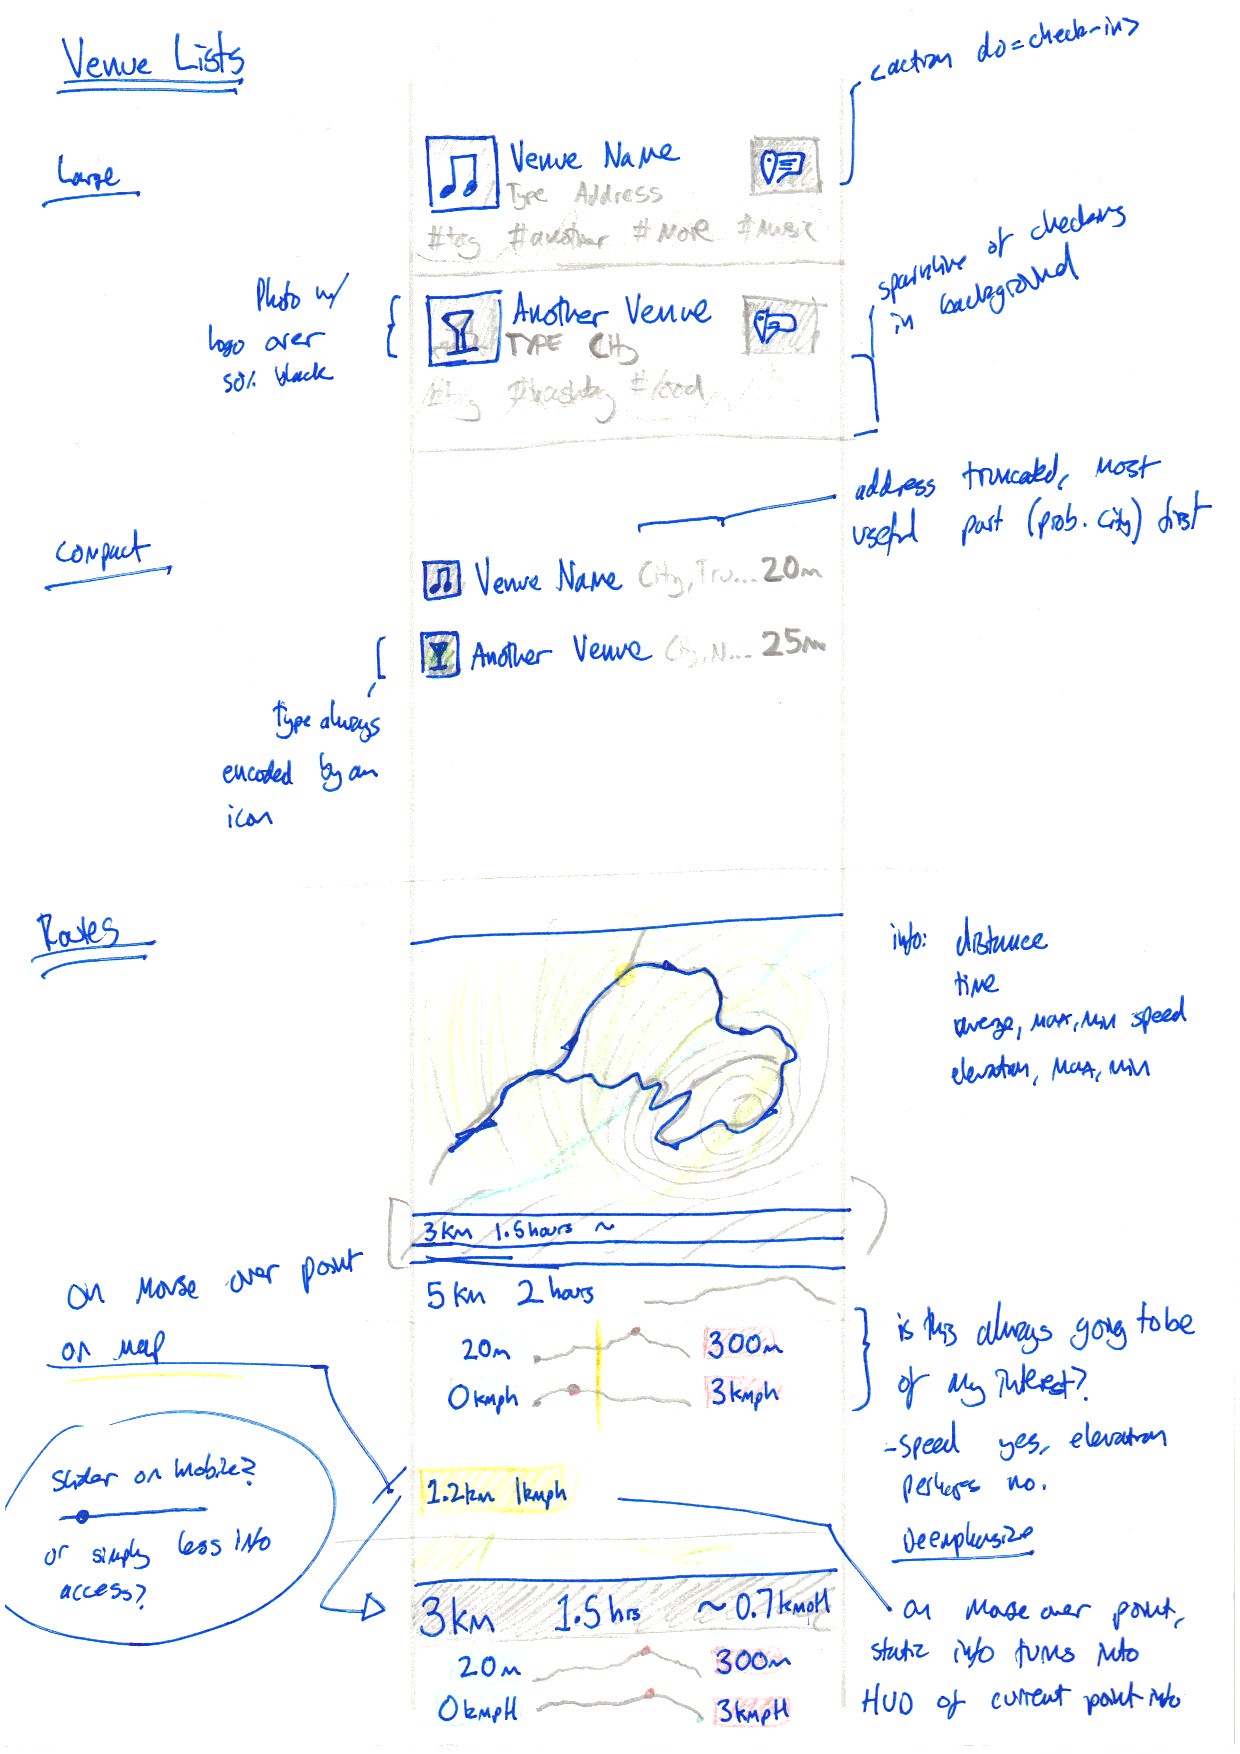 Venue Lists
<action do=check-in>
Large
Venue Name
Type Address
#tag #another #More #Music
sparkline of checkins
in background
Photo w/
logo over
50% black
Another Venue
TYPE City
#tag #hashtag #food
address truncated, most
useful part (prob. city) first
Compact
Venue Name City, Tru... 20m
Another Venue City, N... 25m
Type always
encoded by an
icon
Routes
info: distance
time
average, max, min speed
elevation, max, min
3km 1.5hours ~
On mouse over point
on map
5km 2hours
20m 300m
0kmph 3kmph
is this always going to be
of my interest?
-speed yes, elevation
perhaps no.
Deemphasize
Slider on mobile?
or simply less info
access?
1.2km 1kmph
3km 1.5hrs ~0.7kmpH
20m 300m
0kmpH 3kmpH
On mouse over point,
static info turns into
HUD of current point info